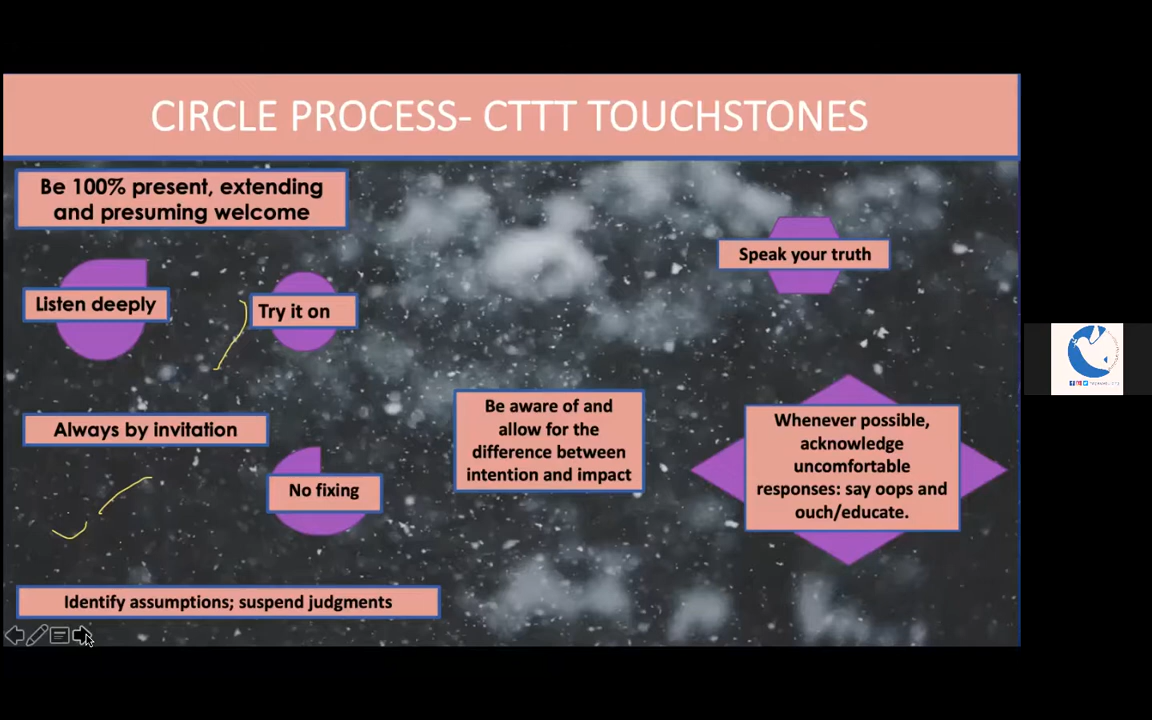 CIRCLE PROCESS- CTTT TOUCHSTONES
Be 100% present, extending
and presuming welcome
Speak your truth
Listen deeply
Try it on
Always by invitation
Be aware of and
allow for the
difference between
intention and impact
Whenever possible,
acknowledge
uncomfortable
responses: say oops and
ouch/educate.
No fixing
Identify assumptions; suspend judgments